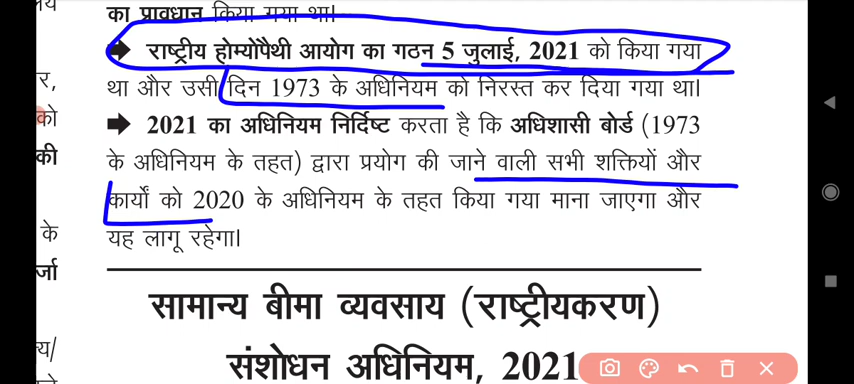 का प्रावधान किया गया था।
➡ राष्ट्रीय होम्योपैथी आयोग का गठन 5 जुलाई, 2021 को किया गया
था और उसी दिन 1973 के अधिनियम को निरस्त कर दिया गया था।
➡ 2021 का अधिनियम निर्दिष्ट करता है कि अधिशासी बोर्ड (1973
के अधिनियम के तहत) द्वारा प्रयोग की जाने वाली सभी शक्तियों और
कार्यों को 2020 के अधिनियम के तहत किया गया माना जाएगा और
यह लागू रहेगा।
सामान्य बीमा व्यवसाय (राष्ट्रीयकरण)
संशोधन अधिनियम, 2021